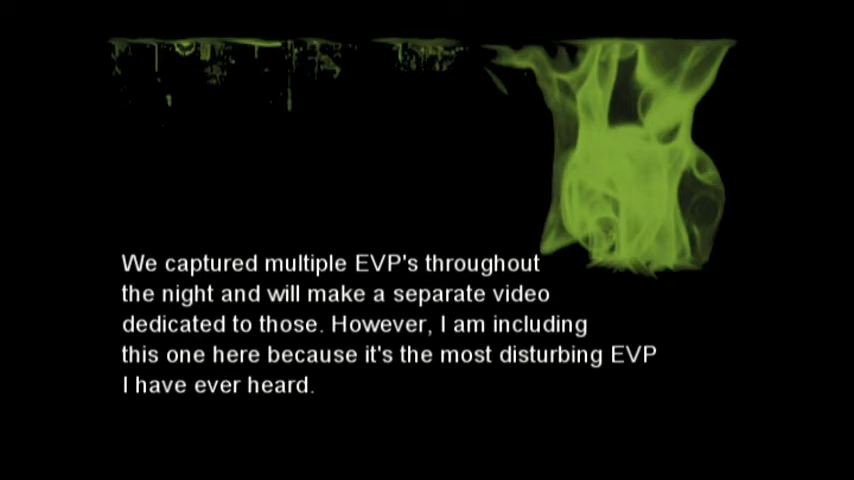 We captured multiple EVP's throughout
the night and will make a separate video
dedicated to those. However, I am including
this one here because it's the most disturbing EVP
I have ever heard.